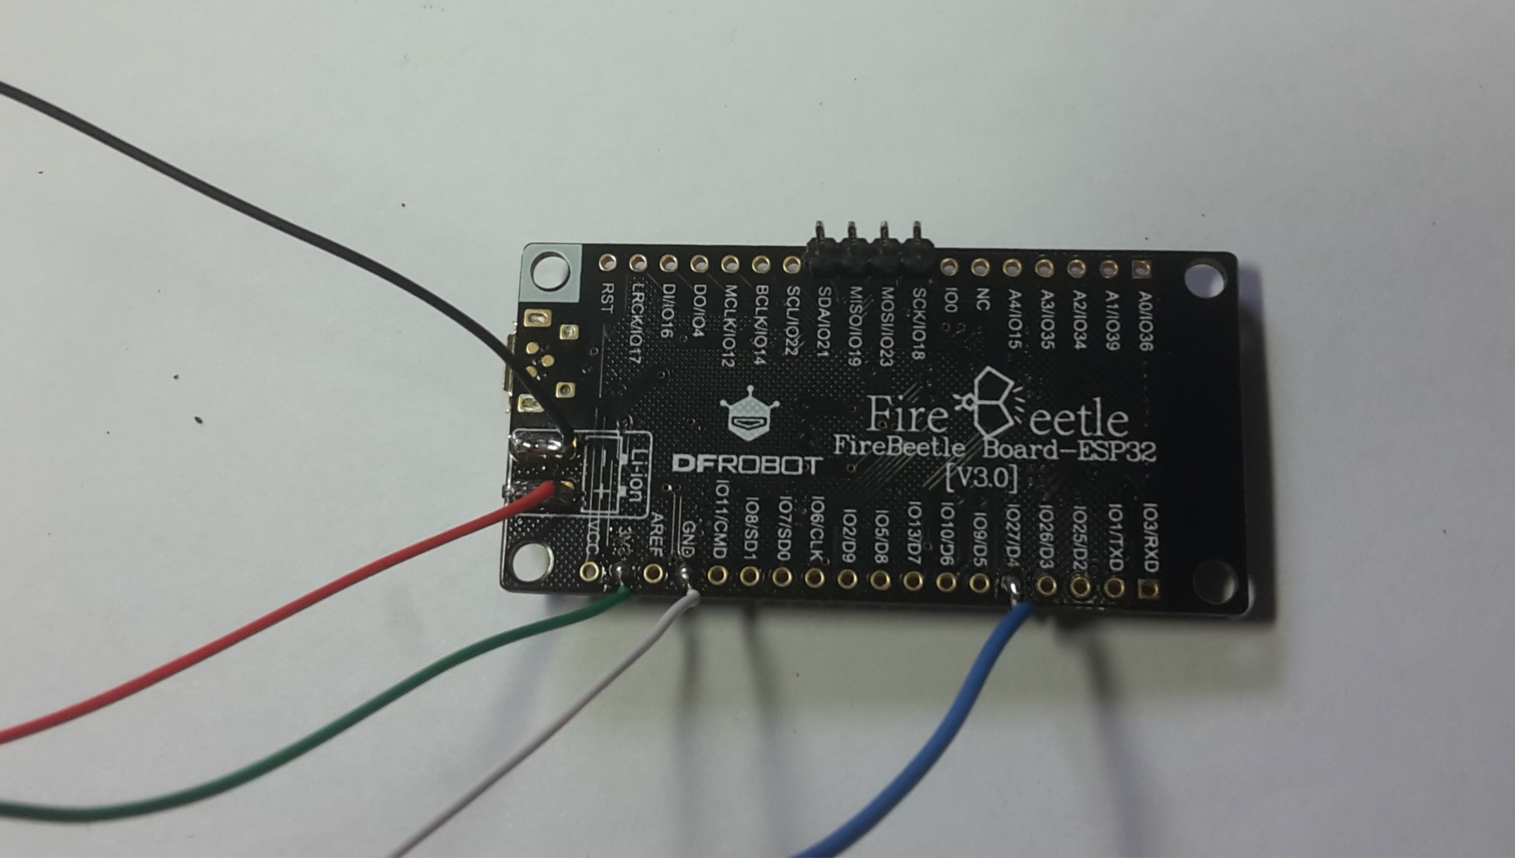 RST
LRCK/IO17
DI/IO16
DO/IO4
MCLK/IO12
BCLK/IO14
SCL/IO22
SDA/IO21
MISO/IO19
MOSI/IO23
SCK/IO18
IO0
NC
A4/IO15
A3/IO35
A2/IO34
A1/IO39
A0/IO36
Fire Beetle
FireBeetle Board-ESP32
[V3.0]
DFROBOT
Li-ion
+
VCC
3V3
AREF
GND
IO11/CMD
IO8/SD1
IO7/SD0
IO6/CLK
IO2/D9
IO5/D8
IO13/D7
IO10/D6
IO9/D5
IO27/D4
IO26/D3
IO25/D2
IO1/TXD
IO3/RXD